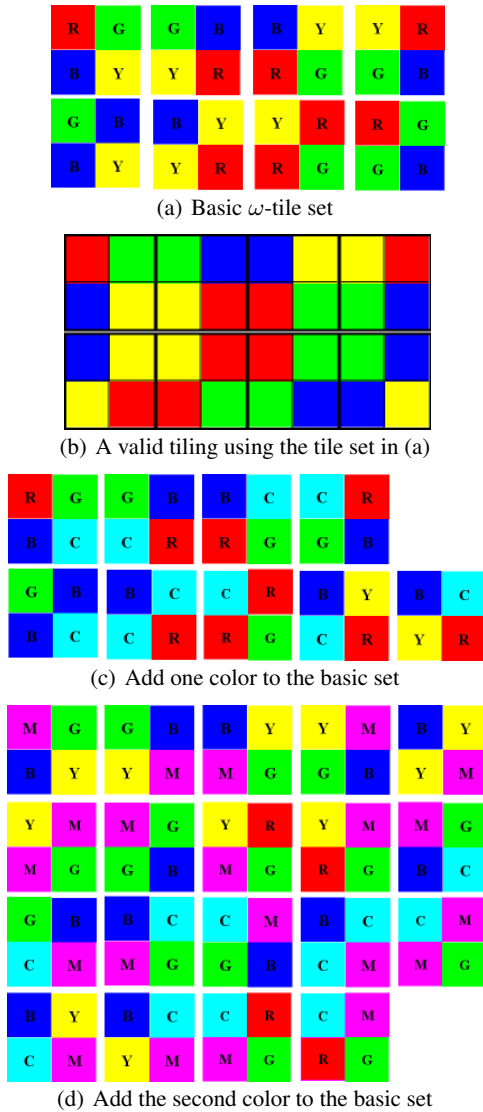 R G G B B Y Y R
B Y Y R R G G B
G B B Y Y R R G
B Y Y R R G G B
(a) Basic ω-tile set
(b) A valid tiling using the tile set in (a)
R G G B B C C R
B C C R R G G B
G B B C C R B Y B C
B C C R R G C R Y R
(c) Add one color to the basic set
M G G B B Y Y M B Y
B Y Y M M G G B Y M
Y M M G Y R Y M M G
M G G B M G R G B C
G B B C C M B C C M
C M M G G B C M M G
B Y B C C R C M
C M Y M M G R G
(d) Add the second color to the basic set